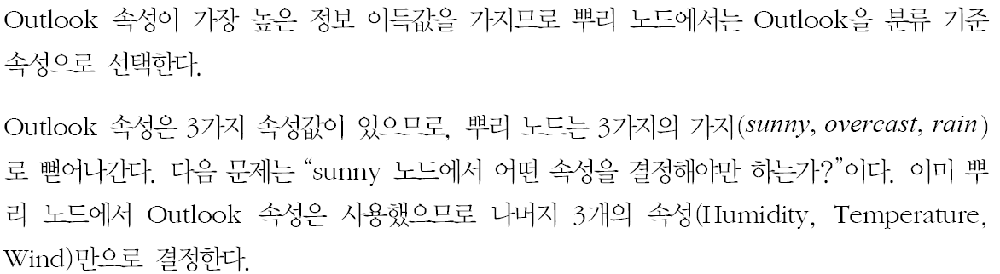 Outlook 속성이 가장 높은 정보 이득값을 가지므로 뿌리 노드에서는 Outlook을 분류 기준
속성으로 선택한다.
Outlook 속성은 3가지 속성값이 있으므로, 뿌리 노드는 3가지의 가지(sunny, overcast, rain)
로 뻗어나간다. 다음 문제는 “sunny 노드에서 어떤 속성을 결정해야만 하는가?”이다. 이미 뿌
리 노드에서 Outlook 속성은 사용했으므로 나머지 3개의 속성(Humidity, Temperature,
Wind)만으로 결정한다.